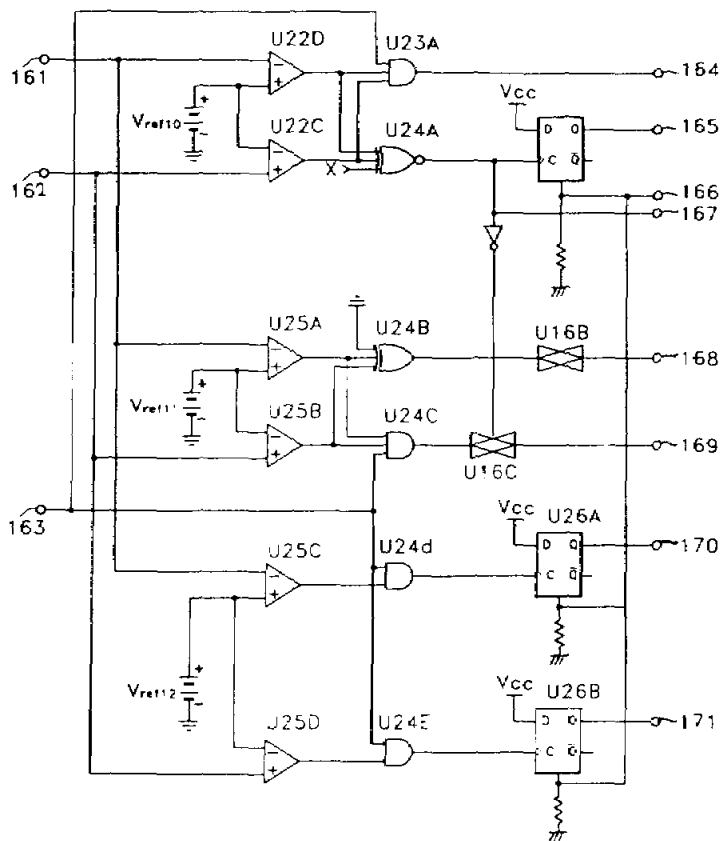 U22D
U23A
161
164
Vcc
Vref10
D Q
165
U22C
U24A
C Q̅
162
X
166
167
U25A
U24B
U16B
168
Vref11
U25B
U24C
169
U16C
163
Vcc
U26A
U25C
U24d
D Q
170
C Q̅
Vref12
Vcc
U26B
U25D
U24E
D Q
171
C Q̅